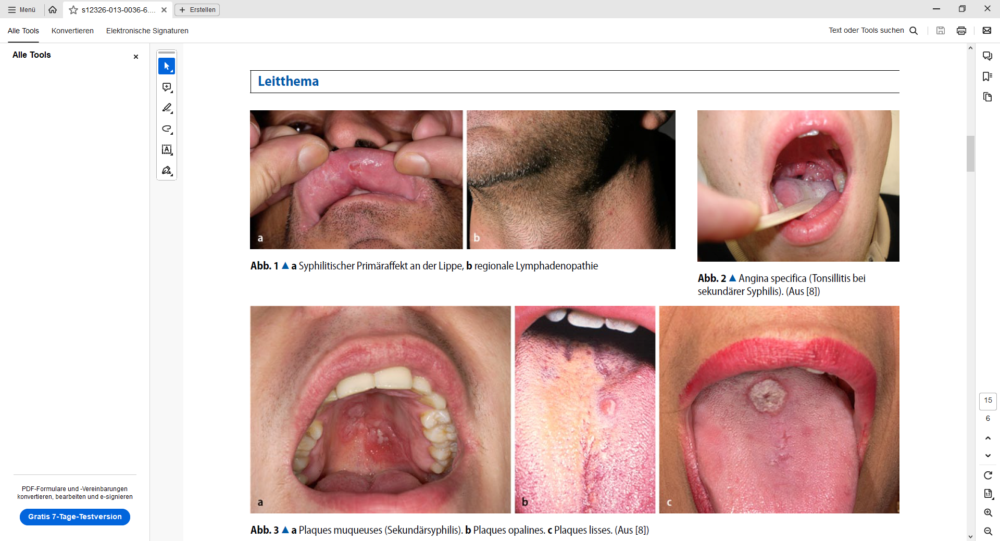 Menü
s12326-013-0036-6....
Erstellen
Alle Tools
Konvertieren
Elektronische Signaturen
Text oder Tools suchen
Alle Tools
Leitthema
a
b
Abb. 1 ▲ a Syphilitischer Primäraffekt an der Lippe, b regionale Lymphadenopathie
Abb. 2 ▲ Angina specifica (Tonsillitis bei
sekundärer Syphilis). (Aus [8])
a
b
c
Abb. 3 ▲ a Plaques muqueuses (Sekundärsyphilis). b Plaques opalines. c Plaques lisses. (Aus [8])
PDF-Formulare und -Vereinbarungen
konvertieren, bearbeiten und e-signieren
Gratis 7-Tage-Testversion
15
6
1:1